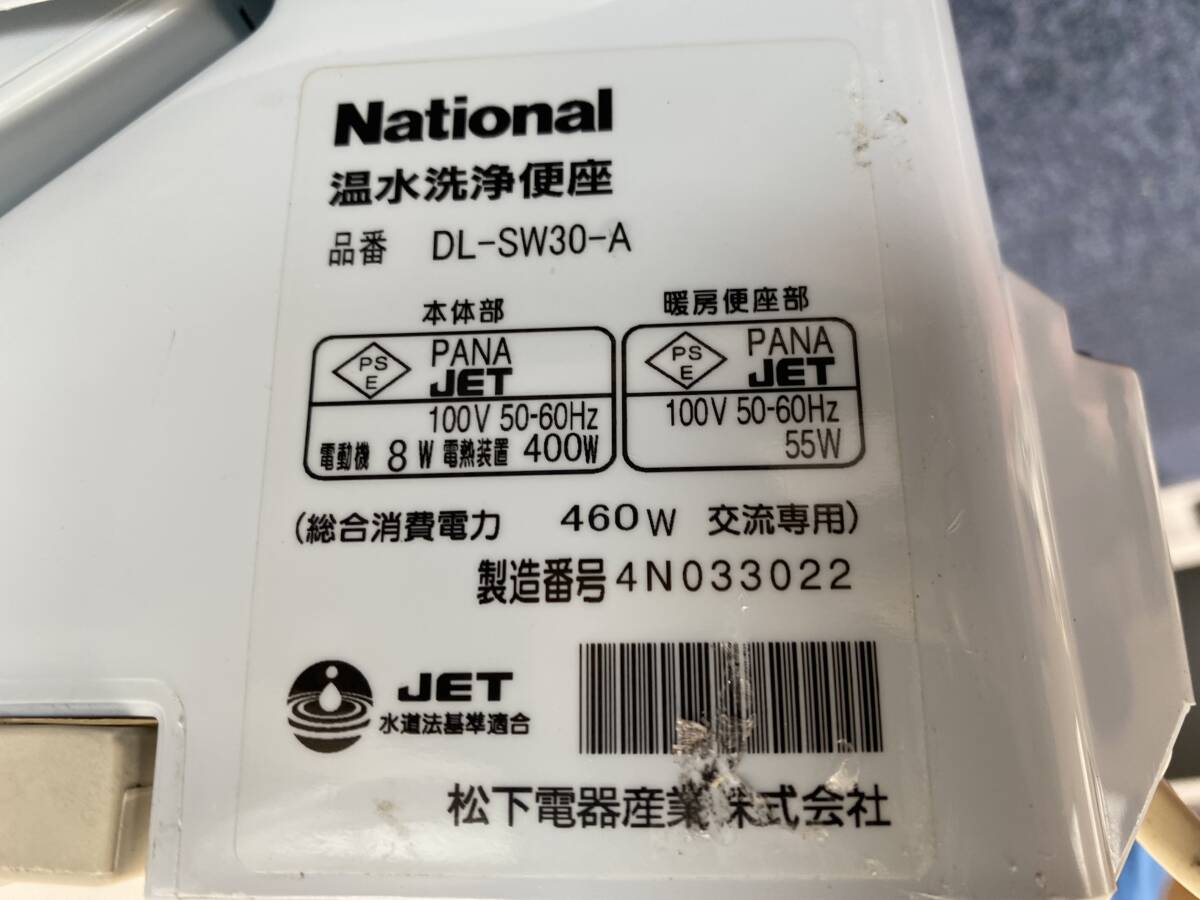 National
温水洗浄便座
品番 DL-SW30-A
本体部
PS
E
PANA
JET
100V 50-60Hz
電動機 8W 電熱装置 400W
暖房便座部
PS
E
PANA
JET
100V 50-60Hz
55W
(総合消費電力 460W 交流専用)
製造番号 4N033022
JET
水道法基準適合
松下電器産業株式会社